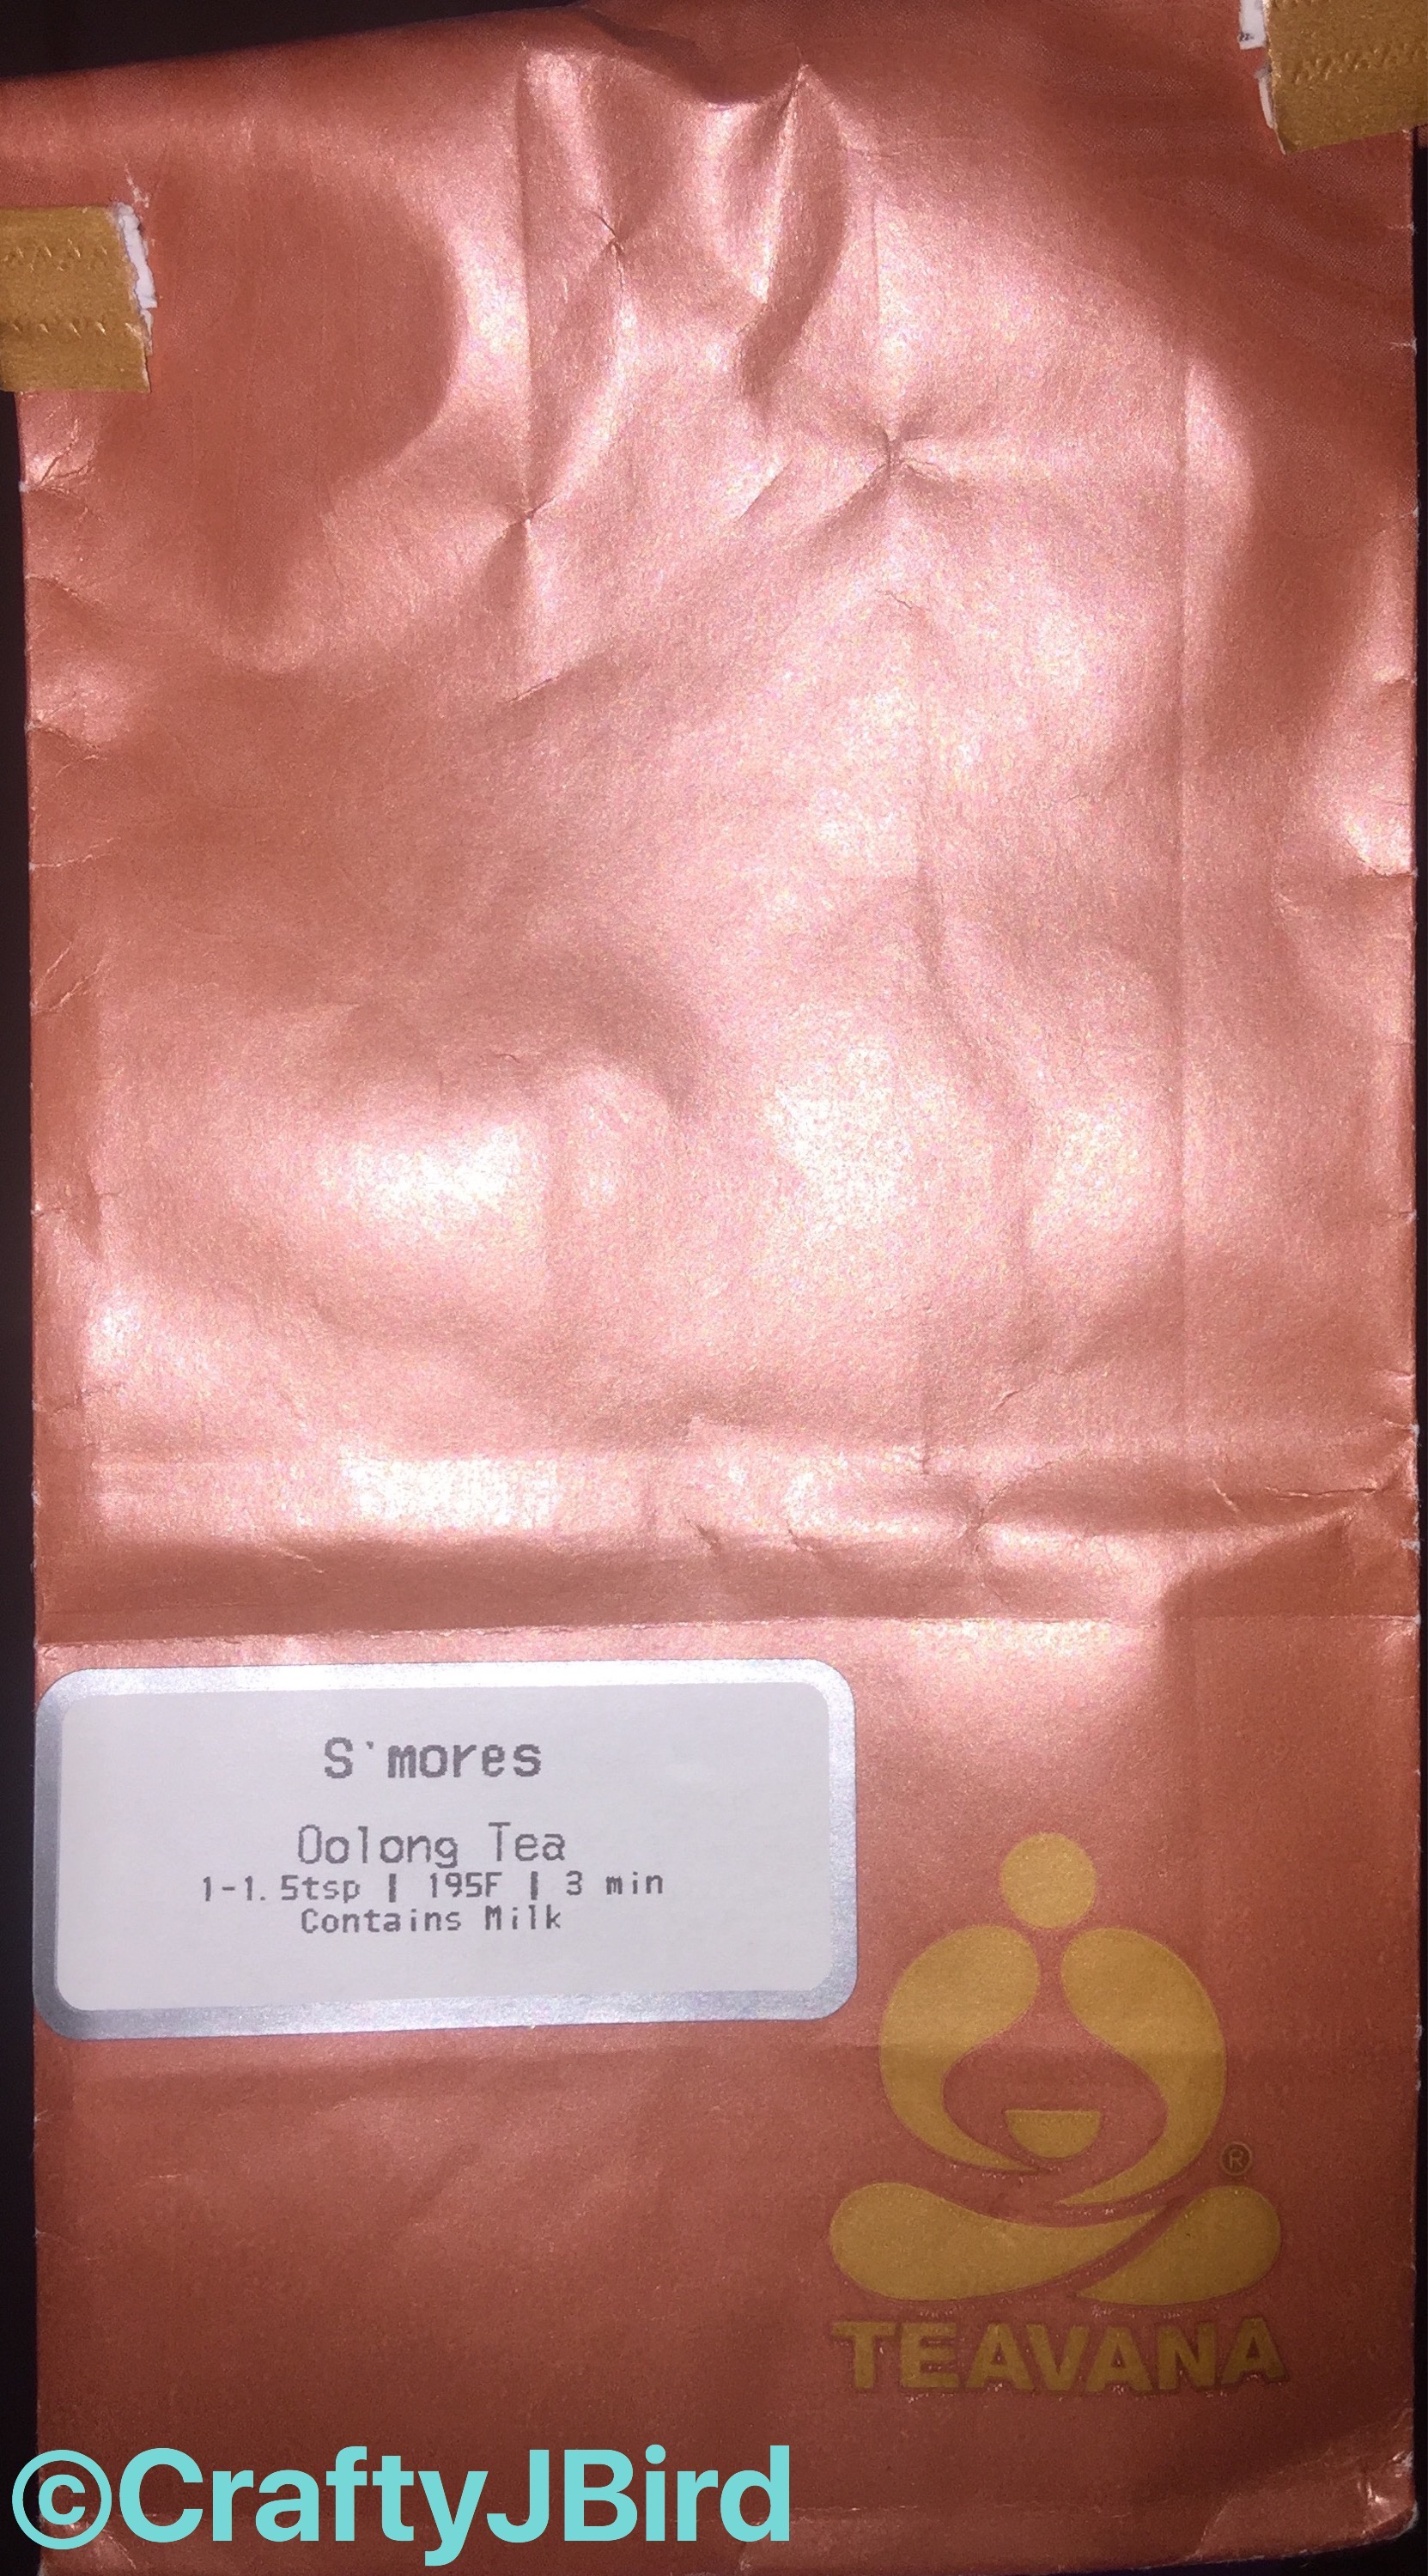 S'mores
Oolong Tea
1-1.5tsp | 195F | 3 min
Contains Milk
®
TEAVANA
©CraftyJBird